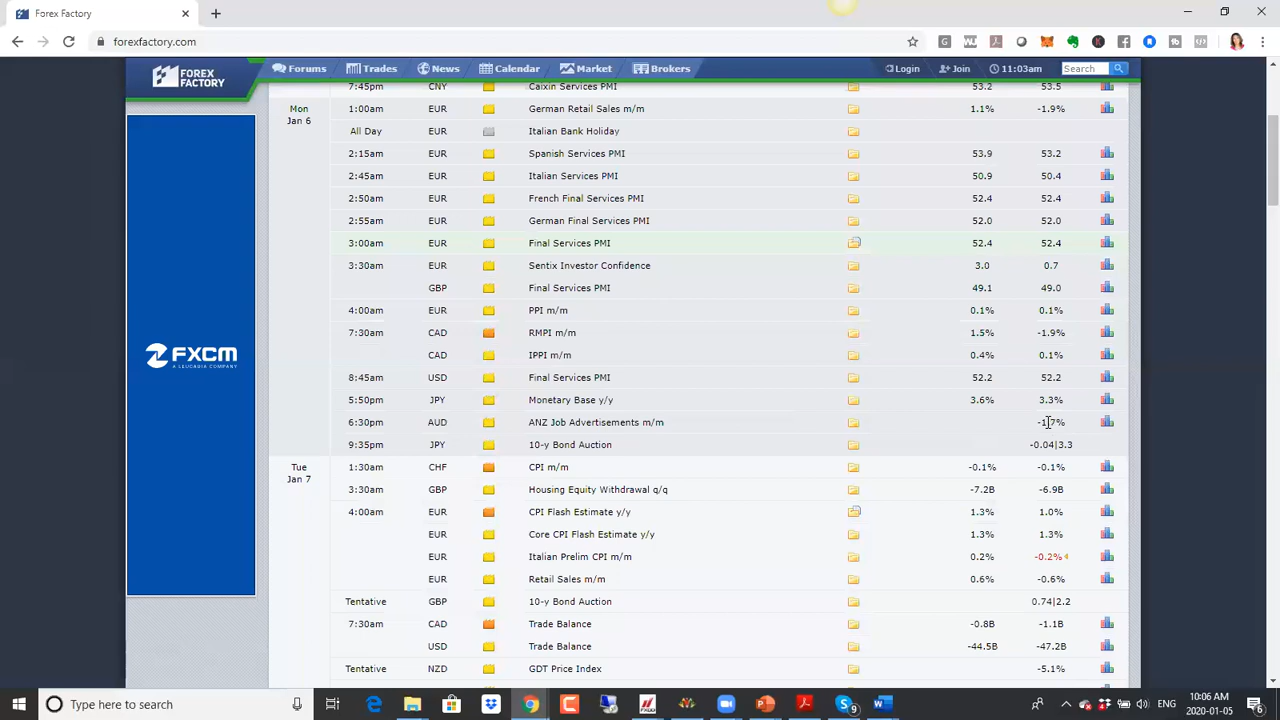 Forex Factory
forexfactory.com
FOREX FACTORY Forums Trades News Calendar Market Brokers Login Join 11:03am Search
7:45pm CNY Caixin Services PMI 53.2 53.5
Mon Jan 6 1:00am EUR German Retail Sales m/m 1.1% -1.9%
All Day EUR Italian Bank Holiday
2:15am EUR Spanish Services PMI 53.9 53.2
2:45am EUR Italian Services PMI 50.9 50.4
2:50am EUR French Final Services PMI 52.4 52.4
2:55am EUR German Final Services PMI 52.0 52.0
3:00am EUR Final Services PMI 52.4 52.4
3:30am EUR Sentix Investor Confidence 3.0 0.7
GBP Final Services PMI 49.1 49.0
4:00am EUR PPI m/m 0.1% 0.1%
7:30am CAD RMPI m/m 1.5% -1.9%
CAD IPPI m/m 0.4% 0.1%
8:45am USD Final Services PMI 52.2 52.2
5:50pm JPY Monetary Base y/y 3.6% 3.3%
6:30pm AUD ANZ Job Advertisements m/m -1.7%
9:35pm JPY 10-y Bond Auction -0.04|3.3
Tue Jan 7 1:30am CHF CPI m/m -0.1% -0.1%
3:30am GBP Housing Equity Withdrawal q/q -7.2B -6.9B
4:00am EUR CPI Flash Estimate y/y 1.3% 1.0%
EUR Core CPI Flash Estimate y/y 1.3% 1.3%
EUR Italian Prelim CPI m/m 0.2% -0.2%
EUR Retail Sales m/m 0.6% -0.6%
Tentative GBP 10-y Bond Auction 0.74|2.2
7:30am CAD Trade Balance -0.8B -1.1B
USD Trade Balance -44.5B -47.2B
Tentative NZD GDT Price Index -5.1%
FXCM
A LEUCADIA COMPANY
Type here to search
ENG 10:06 AM
2020-01-05